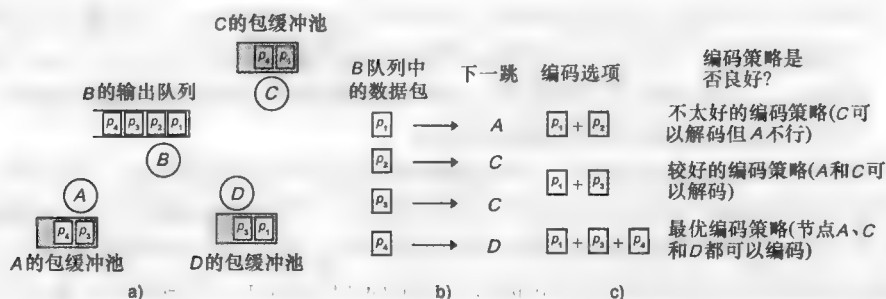 C的包缓冲池
P₄
C
B的输出队列
P₄ P₃ P₂ P₁
B
A
P₄ P₃
A的包缓冲池
D
P₃ P₁
D的包缓冲池
a)
B队列中
的数据包
下一跳
P₁ → A
P₂ → C
P₃ → C
P₄ → D
b)
编码选项
P₁ + P₂
P₁ + P₃
P₁ + P₃ + P₄
c)
编码策略是
否良好?
不太好的编码策略(C可
以解码但A不行)
较好的编码策略(A和C可
以解码)
最优编码策略(节点A、C
和D都可以编码)